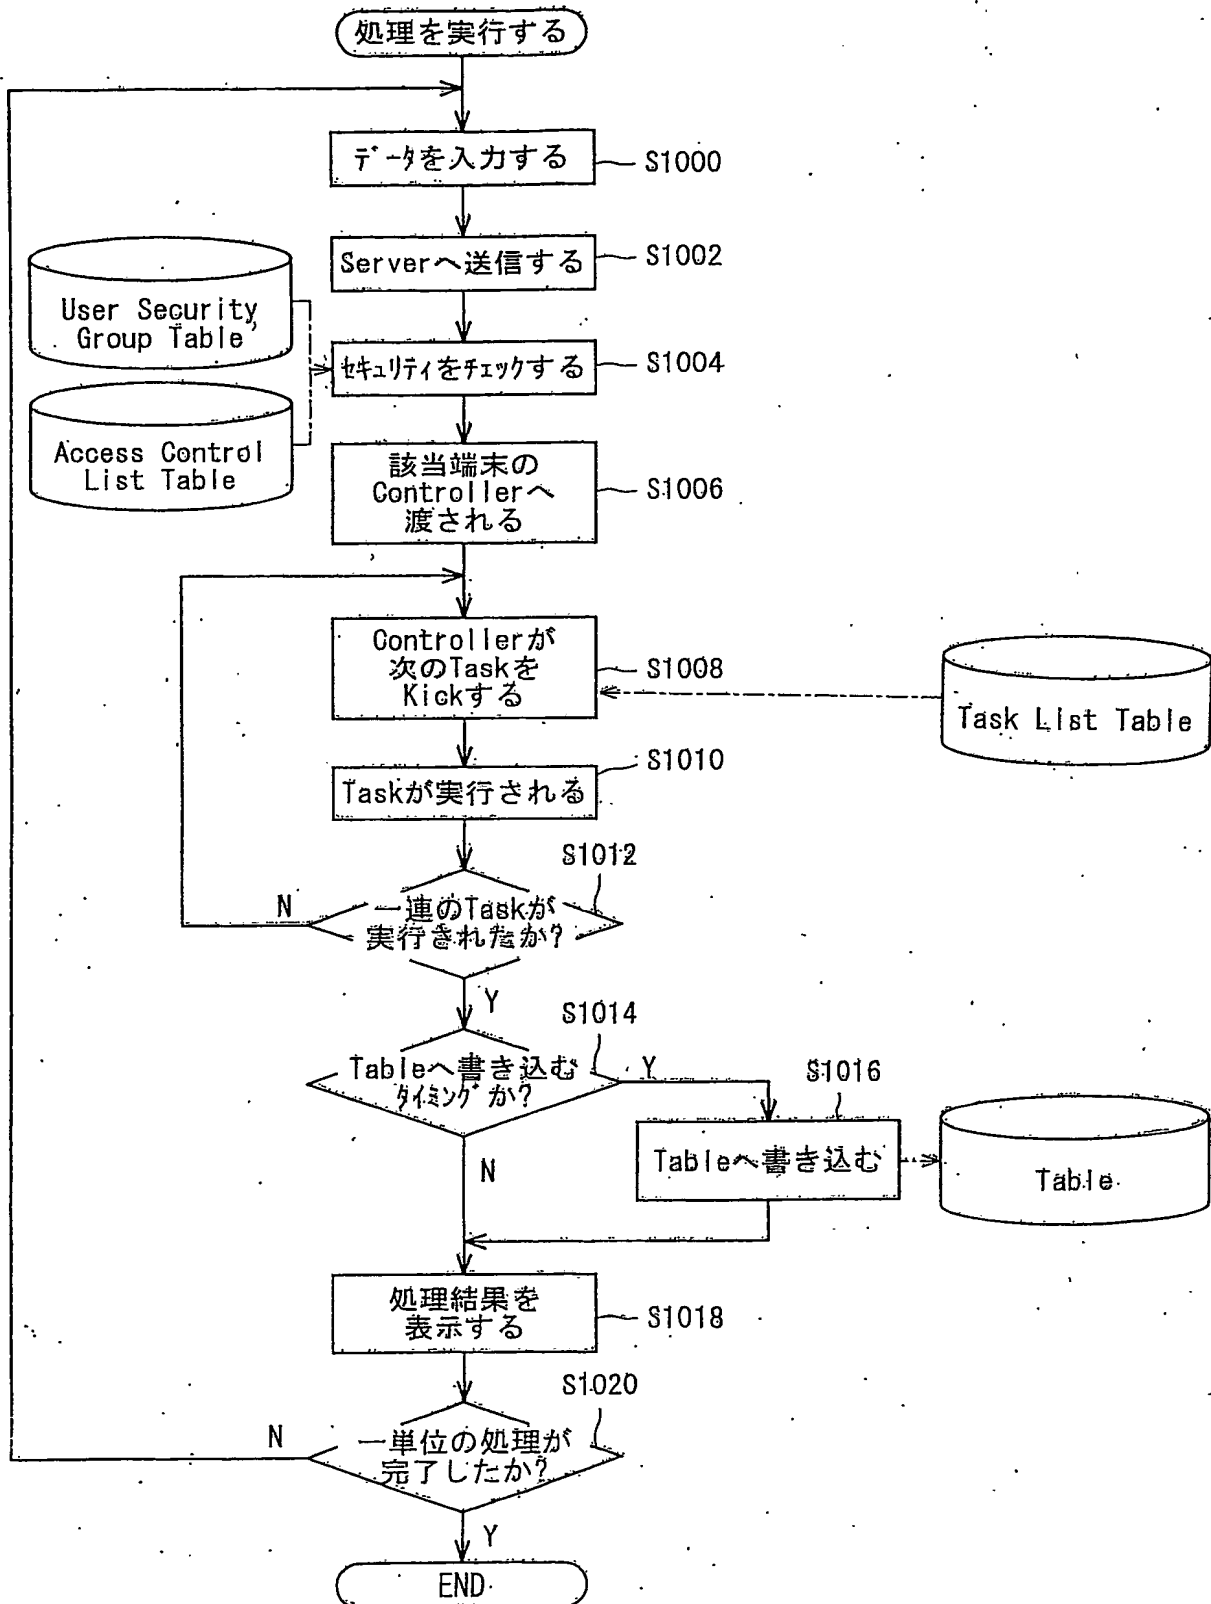 処理を実行する
データを入力する
S1000
Serverへ送信する
S1002
User Security
Group Table
セキュリティをチェックする
S1004
Access Control
List Table
該当端末の
Controllerへ
渡される
S1006
Controllerが
次のTaskを
Kickする
S1008
Task List Table
Taskが実行される
S1010
S1012
N
一連のTaskが
実行されたか?
Y
S1014
Tableへ書き込む
タイミングか?
Y
S1016
Tableへ書き込む
Table
N
処理結果を
表示する
S1018
S1020
N
一単位の処理が
完了したか?
Y
END